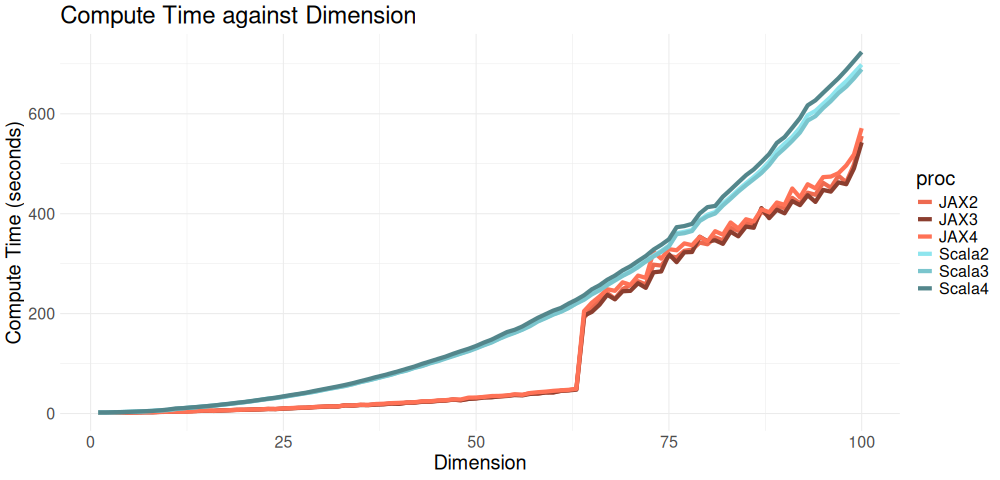 Compute Time against Dimension
Compute Time (seconds)
600
400
200
0
0 25 50 75 100
Dimension
proc
JAX2
JAX3
JAX4
Scala2
Scala3
Scala4